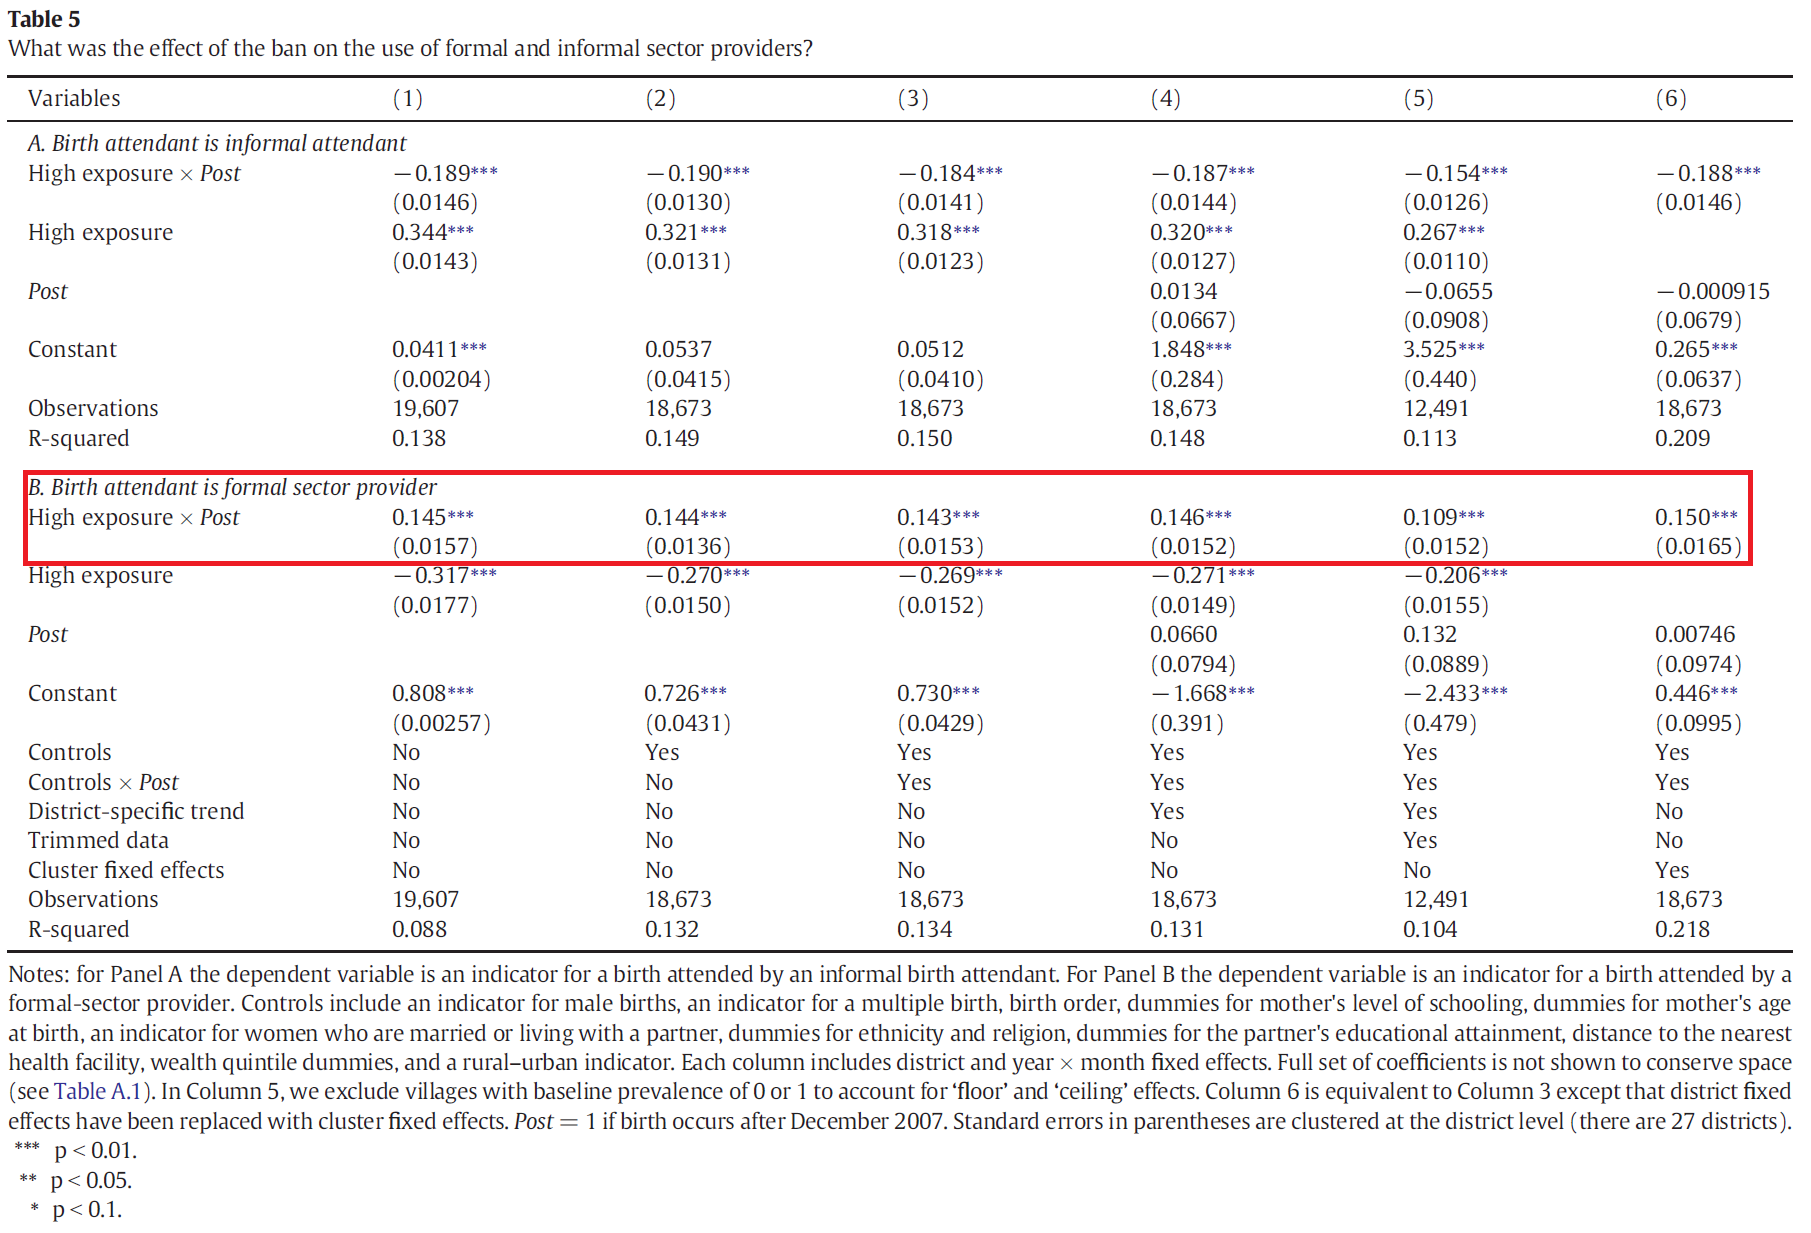 Table 5
What was the effect of the ban on the use of formal and informal sector providers?
Variables (1) (2) (3) (4) (5) (6)
A. Birth attendant is informal attendant
High exposure × Post −0.189*** −0.190*** −0.184*** −0.187*** −0.154*** −0.188***
(0.0146) (0.0130) (0.0141) (0.0144) (0.0126) (0.0146)
High exposure 0.344*** 0.321*** 0.318*** 0.320*** 0.267***
(0.0143) (0.0131) (0.0123) (0.0127) (0.0110)
Post 0.0134 −0.0655 −0.000915
(0.0667) (0.0908) (0.0679)
Constant 0.0411*** 0.0537 0.0512 1.848*** 3.525*** 0.265***
(0.00204) (0.0415) (0.0410) (0.284) (0.440) (0.0637)
Observations 19,607 18,673 18,673 18,673 12,491 18,673
R-squared 0.138 0.149 0.150 0.148 0.113 0.209
B. Birth attendant is formal sector provider
High exposure × Post 0.145*** 0.144*** 0.143*** 0.146*** 0.109*** 0.150***
(0.0157) (0.0136) (0.0153) (0.0152) (0.0152) (0.0165)
High exposure −0.317*** −0.270*** −0.269*** −0.271*** −0.206***
(0.0177) (0.0150) (0.0152) (0.0149) (0.0155)
Post 0.0660 0.132 0.00746
(0.0794) (0.0889) (0.0974)
Constant 0.808*** 0.726*** 0.730*** −1.668*** −2.433*** 0.446***
(0.00257) (0.0431) (0.0429) (0.391) (0.479) (0.0995)
Controls No Yes Yes Yes Yes Yes
Controls × Post No No Yes Yes Yes Yes
District-specific trend No No No Yes Yes No
Trimmed data No No No No Yes No
Cluster fixed effects No No No No No Yes
Observations 19,607 18,673 18,673 18,673 12,491 18,673
R-squared 0.088 0.132 0.134 0.131 0.104 0.218
Notes: for Panel A the dependent variable is an indicator for a birth attended by an informal birth attendant. For Panel B the dependent variable is an indicator for a birth attended by a
formal-sector provider. Controls include an indicator for male births, an indicator for a multiple birth, birth order, dummies for mother's level of schooling, dummies for mother's age
at birth, an indicator for women who are married or living with a partner, dummies for ethnicity and religion, dummies for the partner's educational attainment, distance to the nearest
health facility, wealth quintile dummies, and a rural–urban indicator. Each column includes district and year × month fixed effects. Full set of coefficients is not shown to conserve space
(see Table A.1). In Column 5, we exclude villages with baseline prevalence of 0 or 1 to account for ‘floor’ and ‘ceiling’ effects. Column 6 is equivalent to Column 3 except that district fixed
effects have been replaced with cluster fixed effects. Post = 1 if birth occurs after December 2007. Standard errors in parentheses are clustered at the district level (there are 27 districts).
*** p < 0.01.
** p < 0.05.
* p < 0.1.